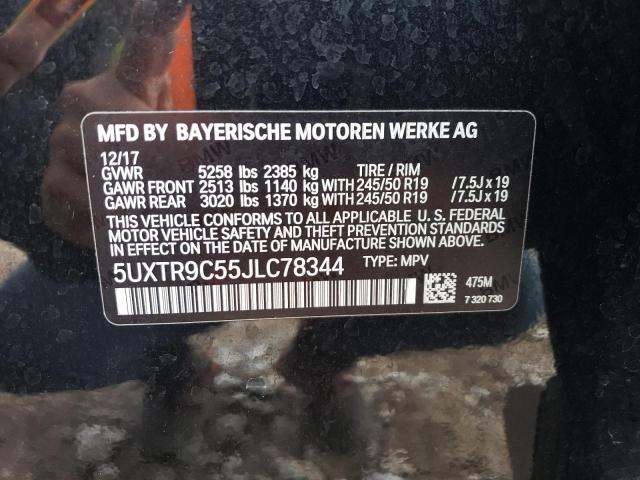 MFD BY BAYERISCHE MOTOREN WERKE AG
12/17
GVWR 5258 lbs 2385 kg TIRE / RIM
GAWR FRONT 2513 lbs 1140 kg WITH 245/50 R19 / 7.5J x 19
GAWR REAR 3020 lbs 1370 kg WITH 245/50 R19 / 7.5J x 19
THIS VEHICLE CONFORMS TO ALL APPLICABLE U. S. FEDERAL
MOTOR VEHICLE SAFETY AND THEFT PREVENTION STANDARDS
IN EFFECT ON THE DATE OF MANUFACTURE SHOWN ABOVE.
5UXTR9C55JLC78344 TYPE: MPV
475M
7 320 730